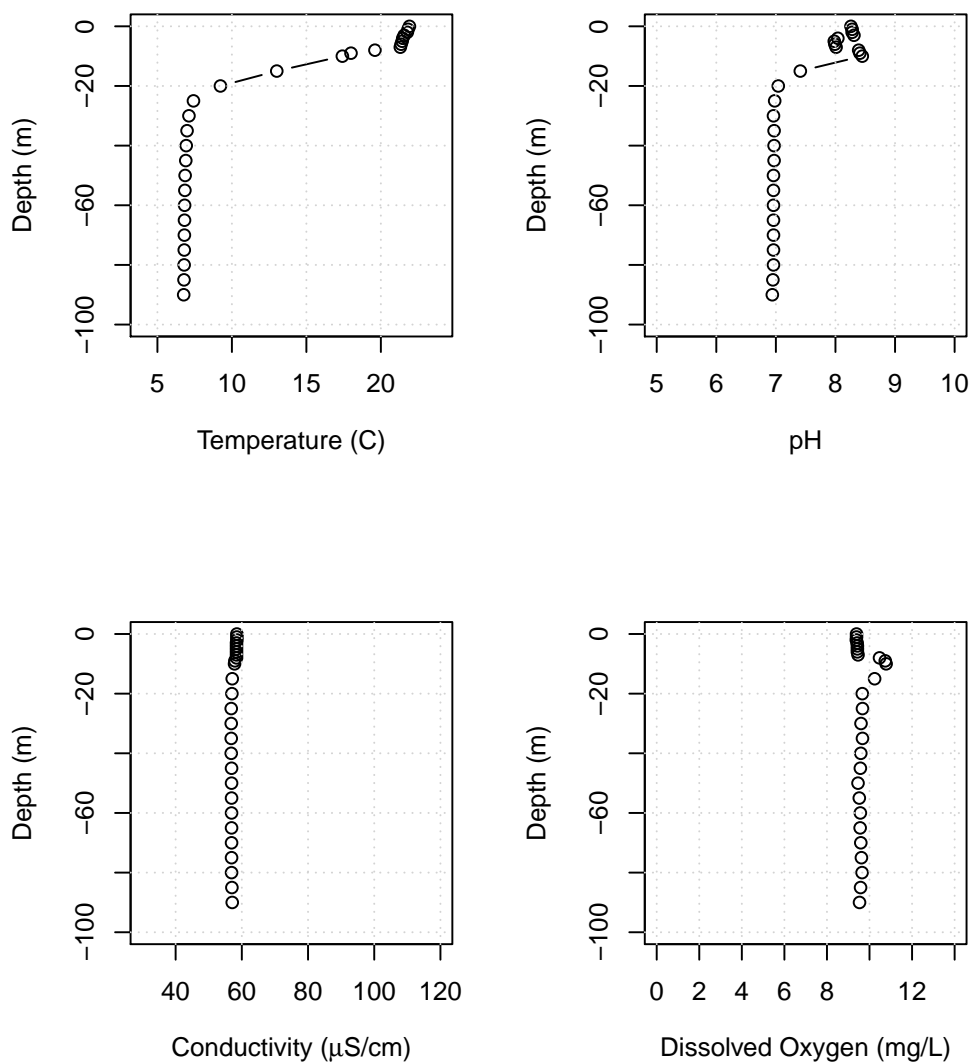 0
−20
−60
−100
Depth (m)
5 10 15 20
Temperature (C)
0
−20
−60
−100
Depth (m)
5 6 7 8 9 10
pH
0
−20
−60
−100
Depth (m)
40 60 80 100 120
Conductivity (μS/cm)
0
−20
−60
−100
Depth (m)
0 2 4 6 8 12
Dissolved Oxygen (mg/L)